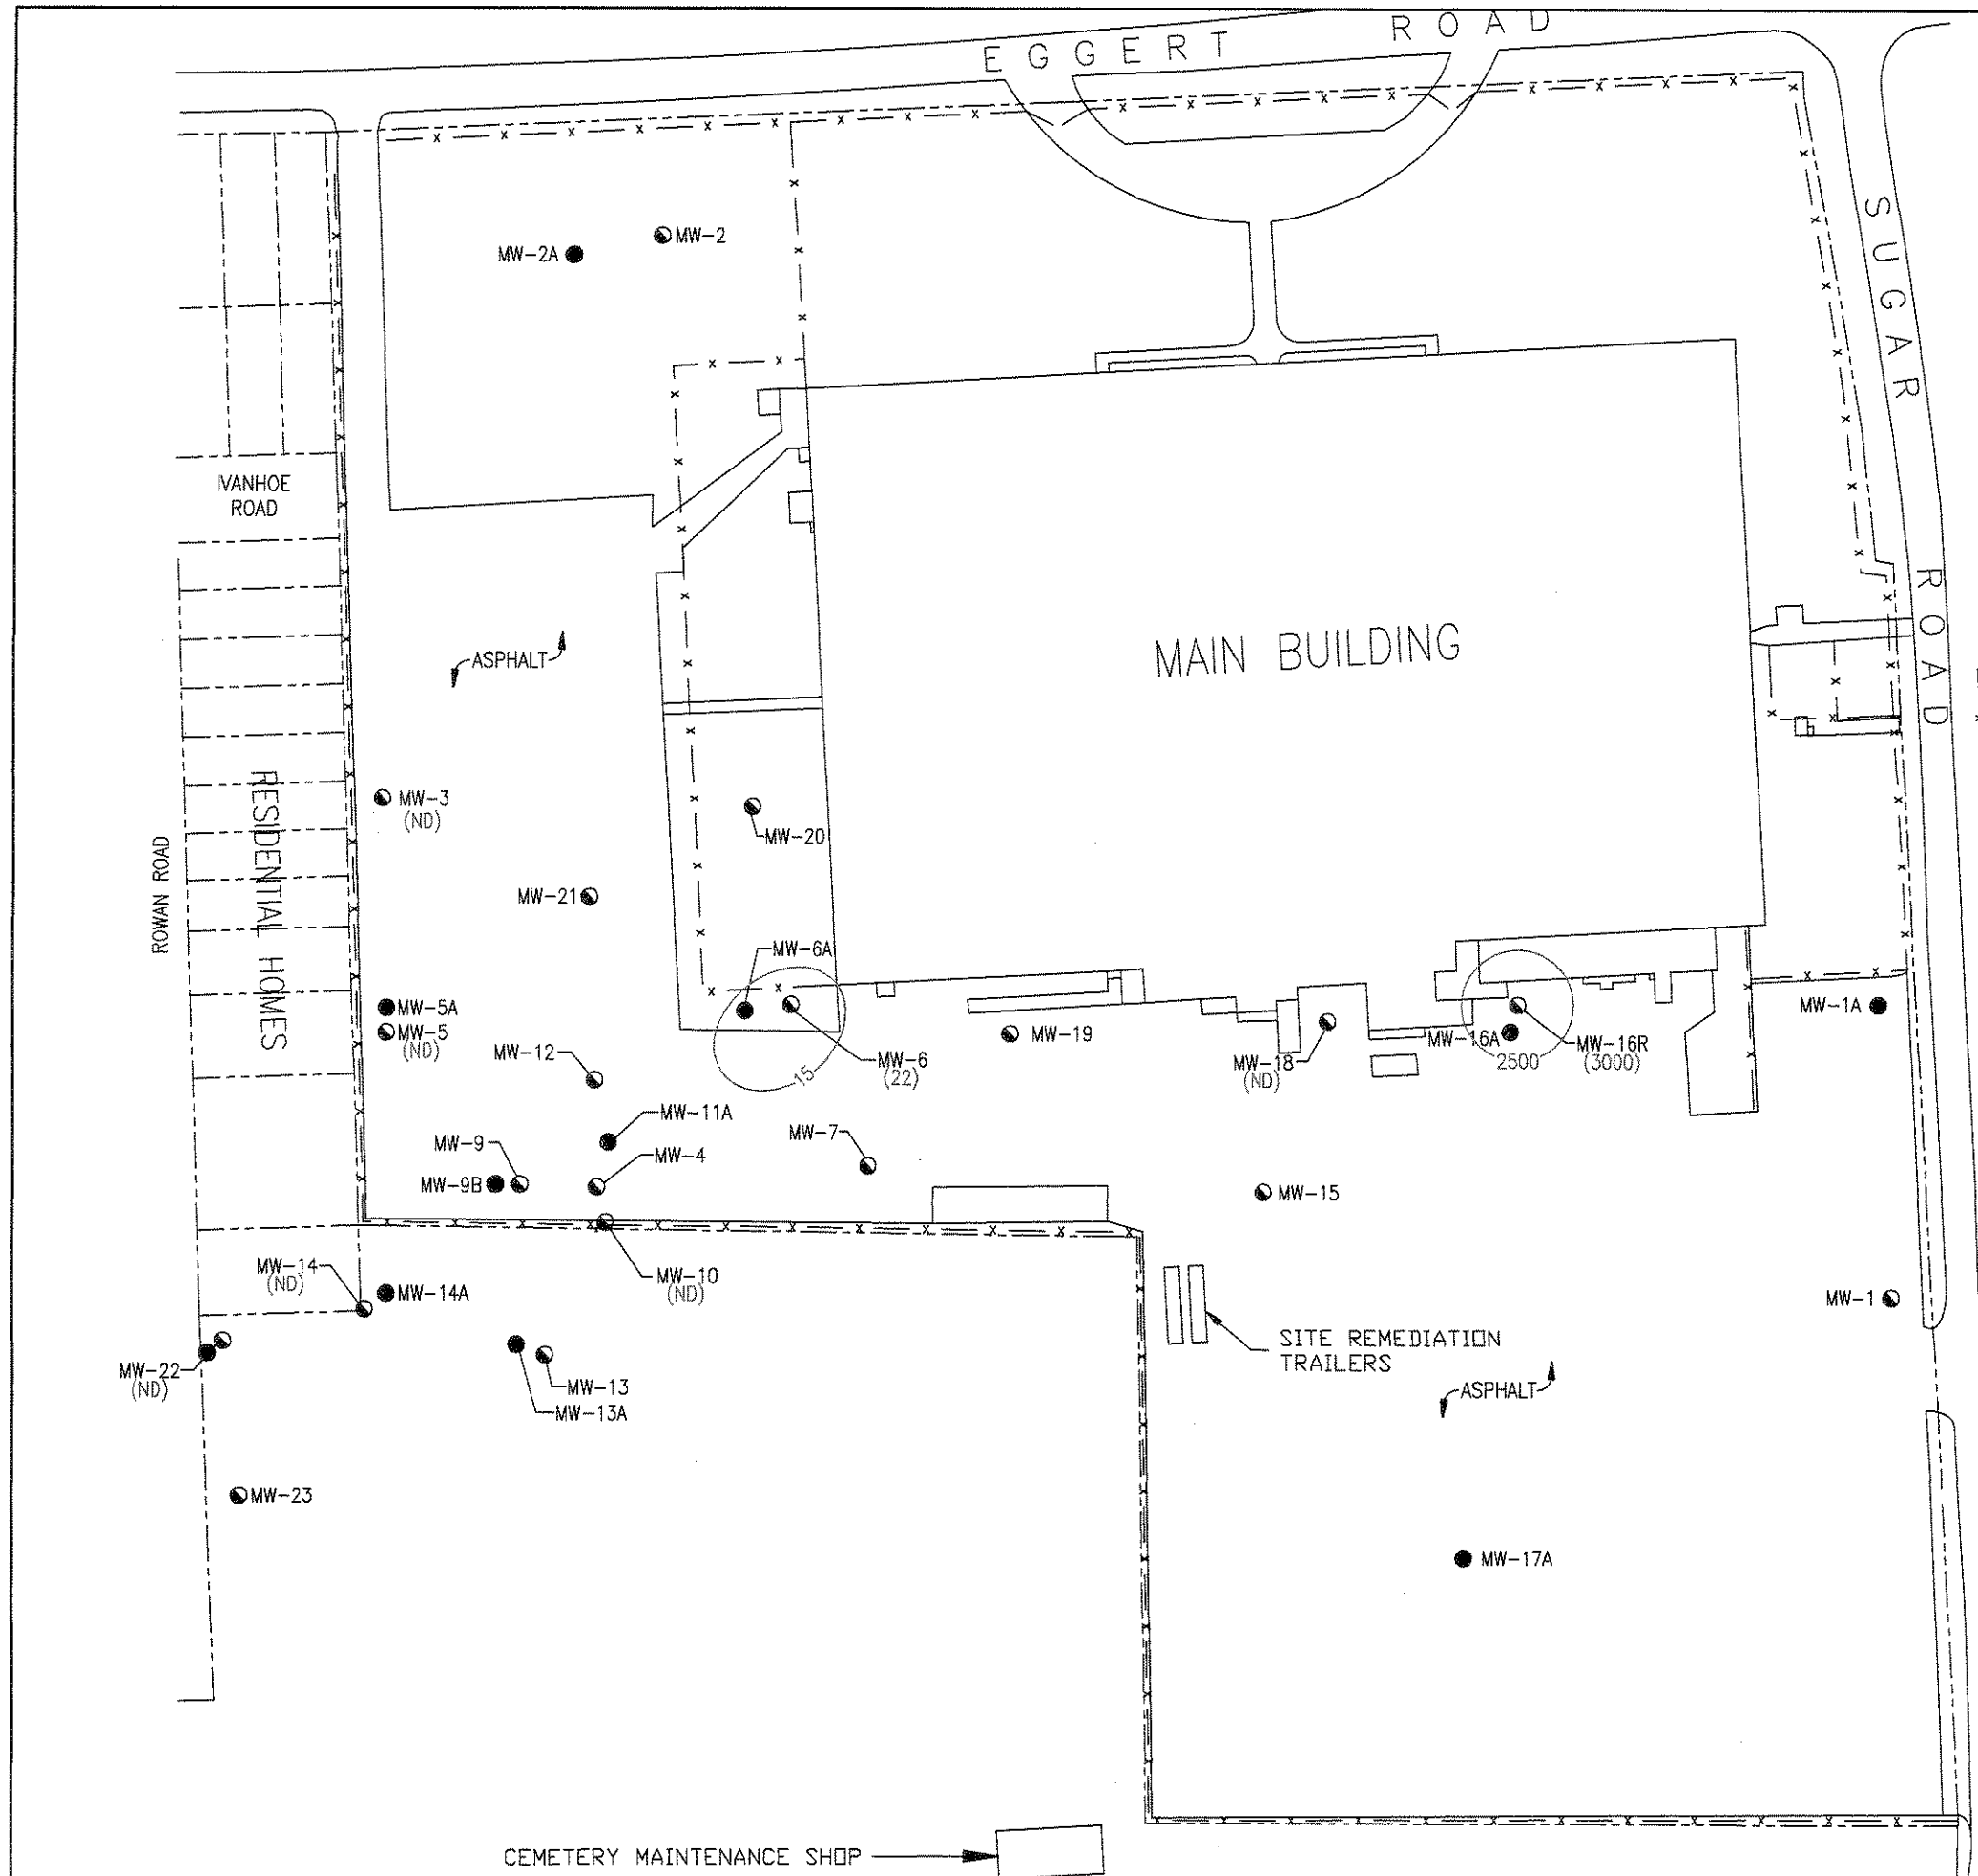 EGGERT ROAD
SUGAR ROAD
MW-2A
MW-2
IVANHOE
ROAD
ASPHALT
MAIN BUILDING
RESIDENTIAL HOMES
ROWAN ROAD
MW-3
(ND)
MW-20
MW-21
MW-6A
MW-5A
MW-5
(ND)
MW-12
MW-6
(22)
15
MW-19
MW-18
(ND)
MW-16A
2500
MW-16R
(3000)
MW-1A
MW-11A
MW-9
MW-4
MW-7
MW-9B
MW-15
MW-14
(ND)
MW-14A
MW-10
(ND)
MW-1
SITE REMEDIATION
TRAILERS
MW-22
(ND)
MW-13
MW-13A
ASPHALT
MW-23
MW-17A
CEMETERY MAINTENANCE SHOP